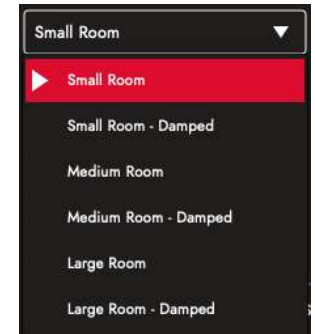 Small Room
Small Room
Small Room - Damped
Medium Room
Medium Room - Damped
Large Room
Large Room - Damped